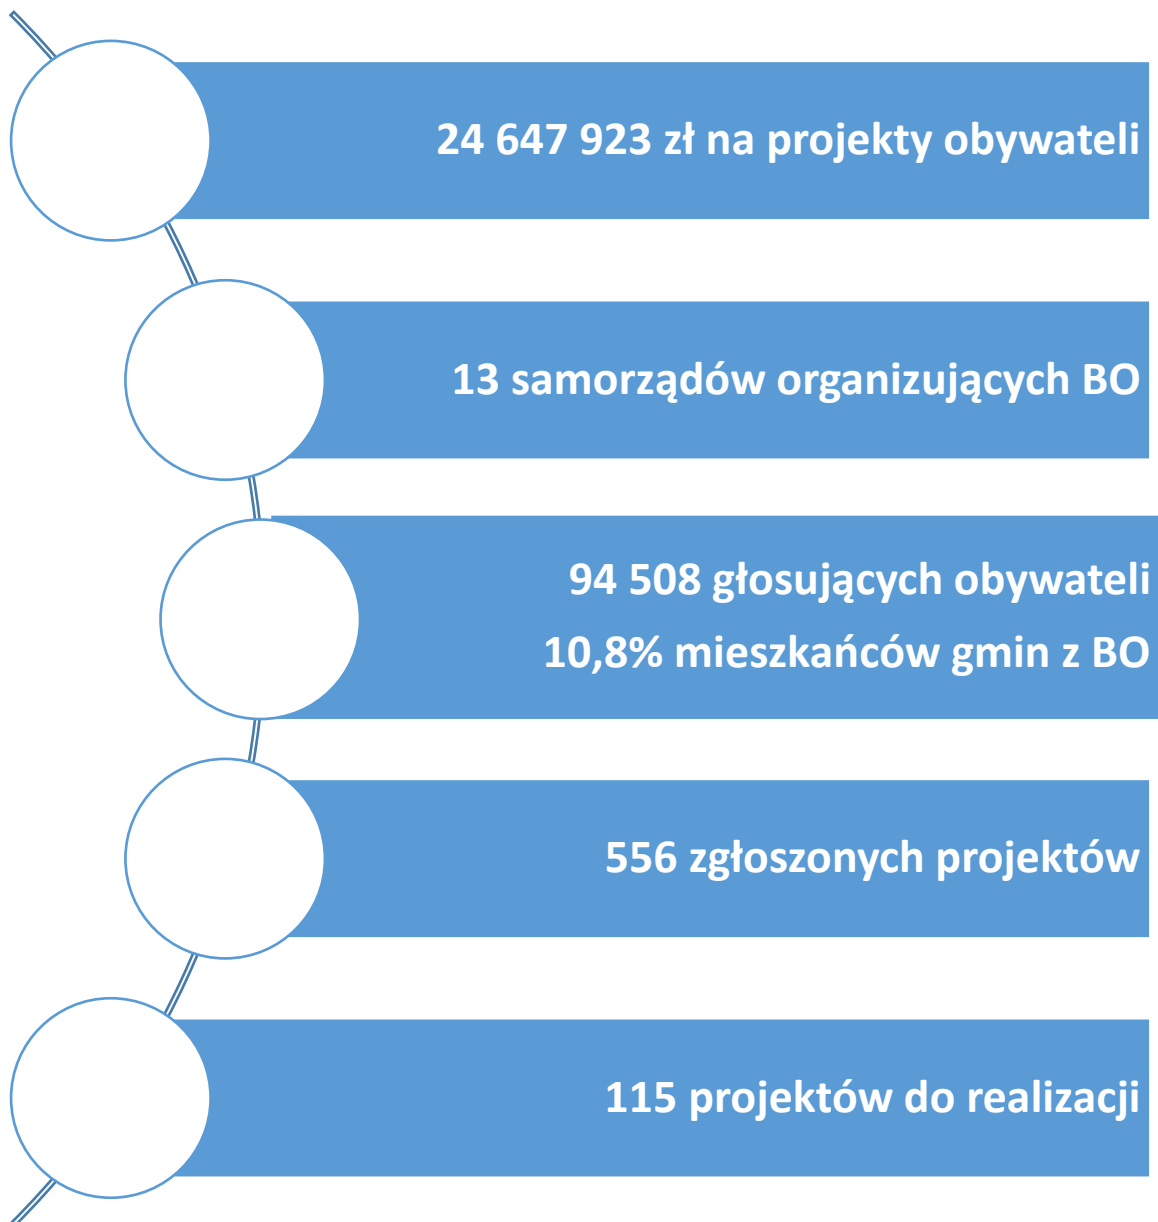 24 647 923 zł na projekty obywateli
13 samorządów organizujących BO
94 508 głosujących obywateli
10,8% mieszkańców gmin z BO
556 zgłoszonych projektów
115 projektów do realizacji